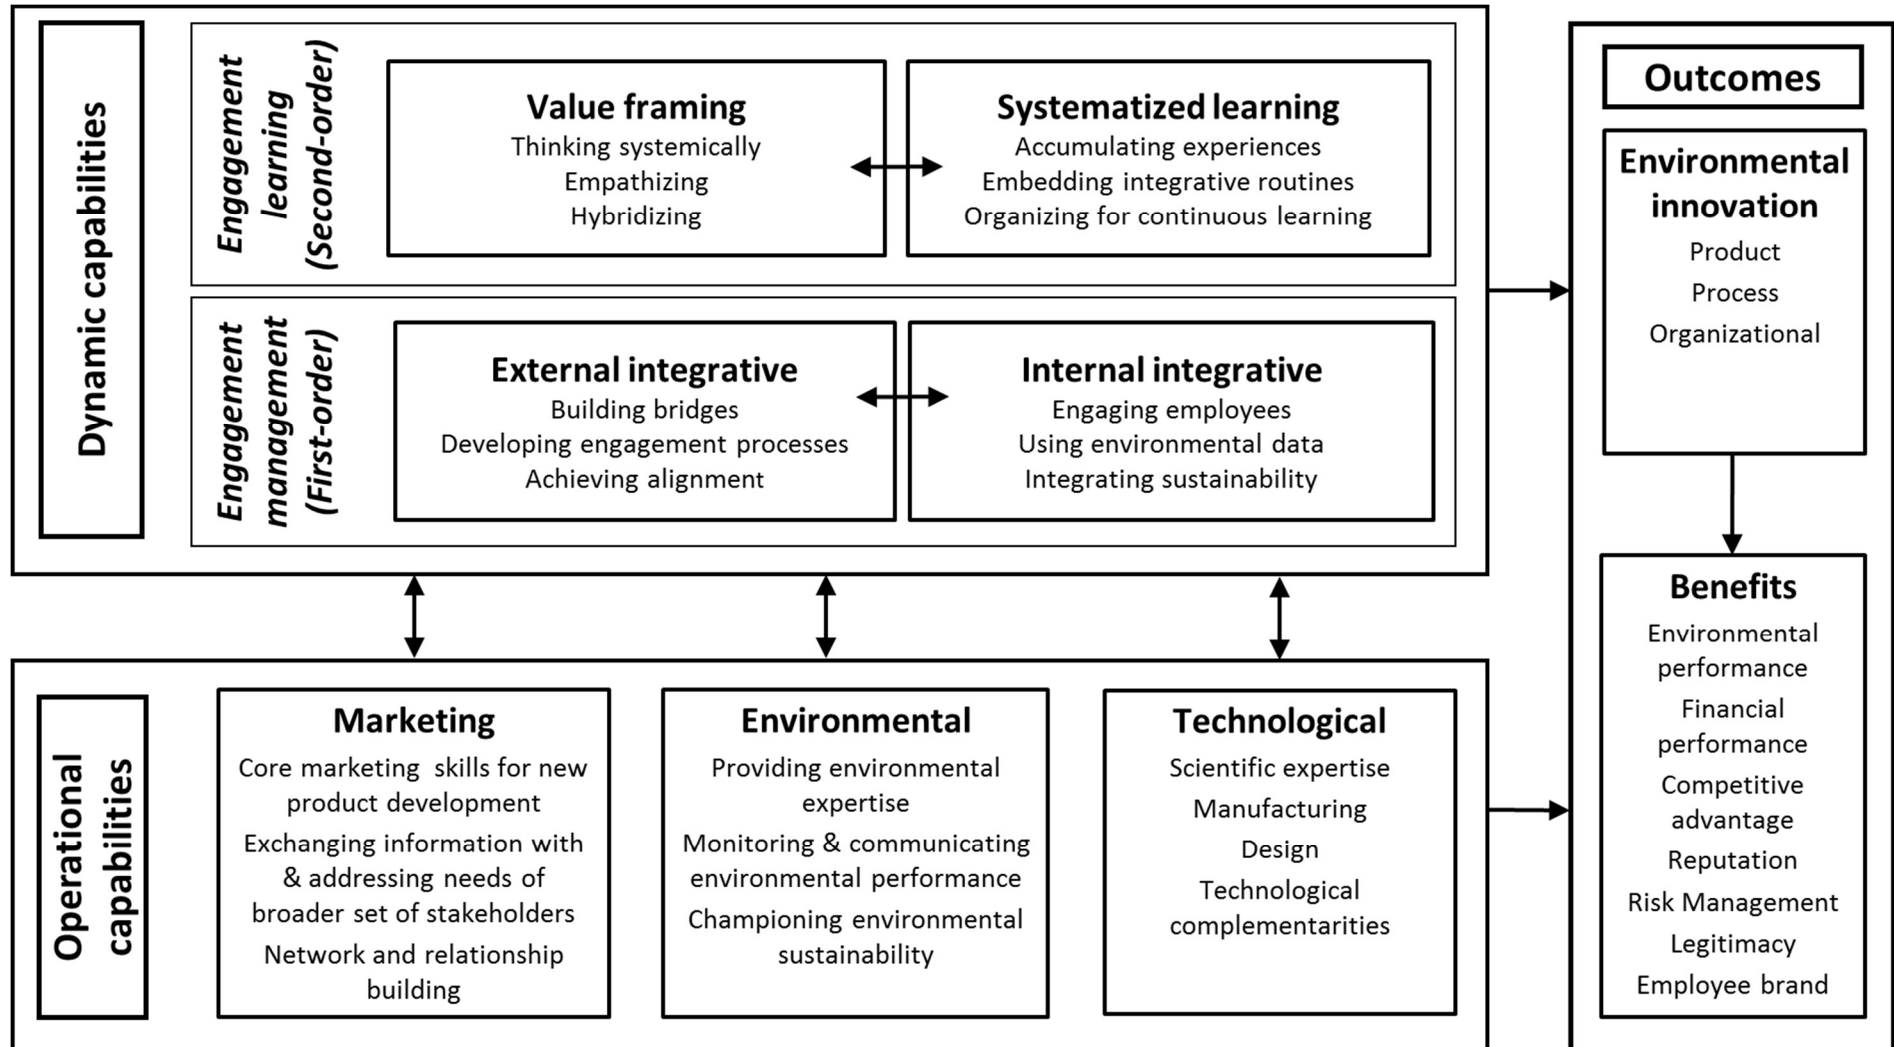 Dynamic capabilities
Engagement
learning
(Second-order)
Value framing
Thinking systemically
Empathizing
Hybridizing
Systematized learning
Accumulating experiences
Embedding integrative routines
Organizing for continuous learning
Engagement
management
(First-order)
External integrative
Building bridges
Developing engagement processes
Achieving alignment
Internal integrative
Engaging employees
Using environmental data
Integrating sustainability
Operational
capabilities
Marketing
Core marketing skills for new
product development
Exchanging information with
& addressing needs of
broader set of stakeholders
Network and relationship
building
Environmental
Providing environmental
expertise
Monitoring & communicating
environmental performance
Championing environmental
sustainability
Technological
Scientific expertise
Manufacturing
Design
Technological
complementarities
Outcomes
Environmental
innovation
Product
Process
Organizational
Benefits
Environmental
performance
Financial
performance
Competitive
advantage
Reputation
Risk Management
Legitimacy
Employee brand